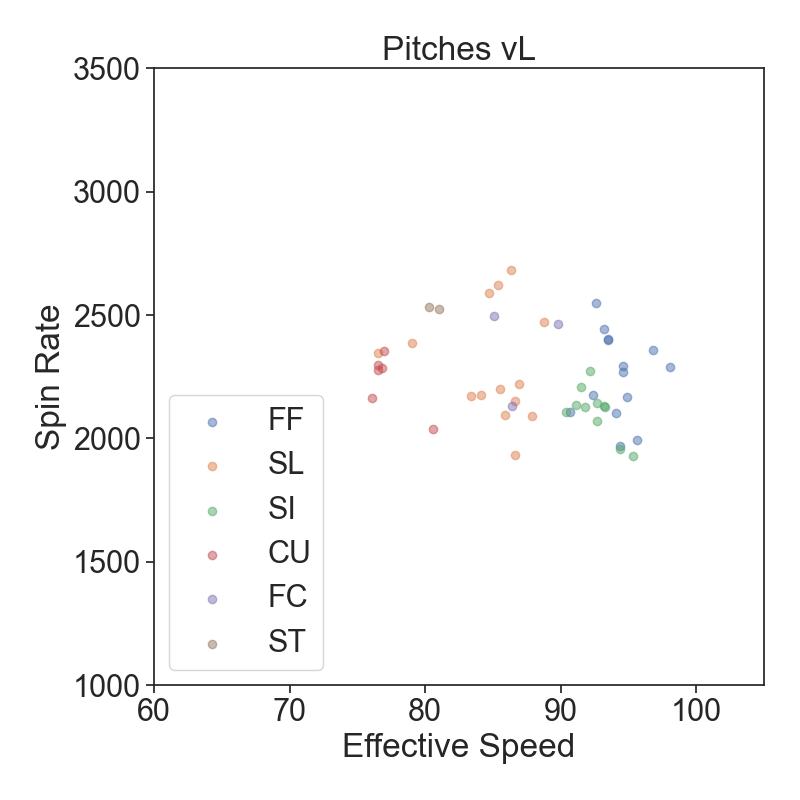 Pitches vL
3500
3000
2500
2000
1500
1000
Spin Rate
FF
SL
SI
CU
FC
ST
60 70 80 90 100
Effective Speed